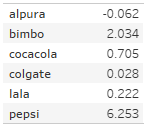 alpura -0.062
bimbo 2.034
cocacola 0.705
colgate 0.028
lala 0.222
pepsi 6.253